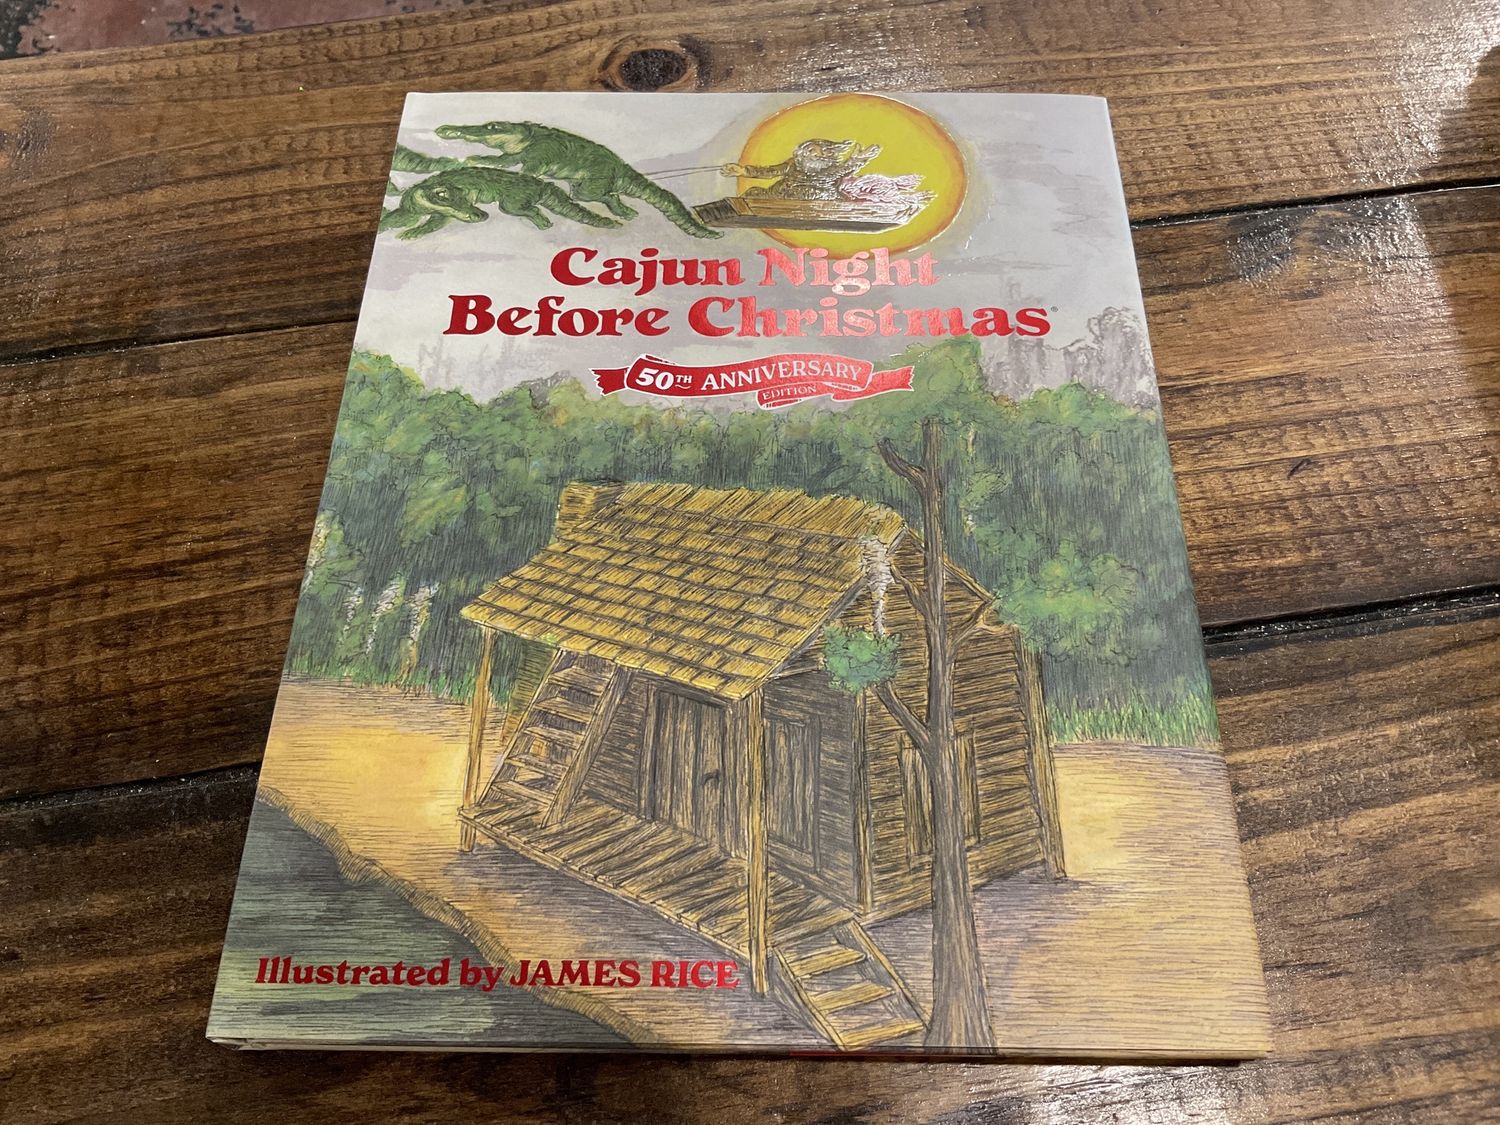 Cajun Night
Before Christmas®
50TH ANNIVERSARY
EDITION
Illustrated by JAMES RICE